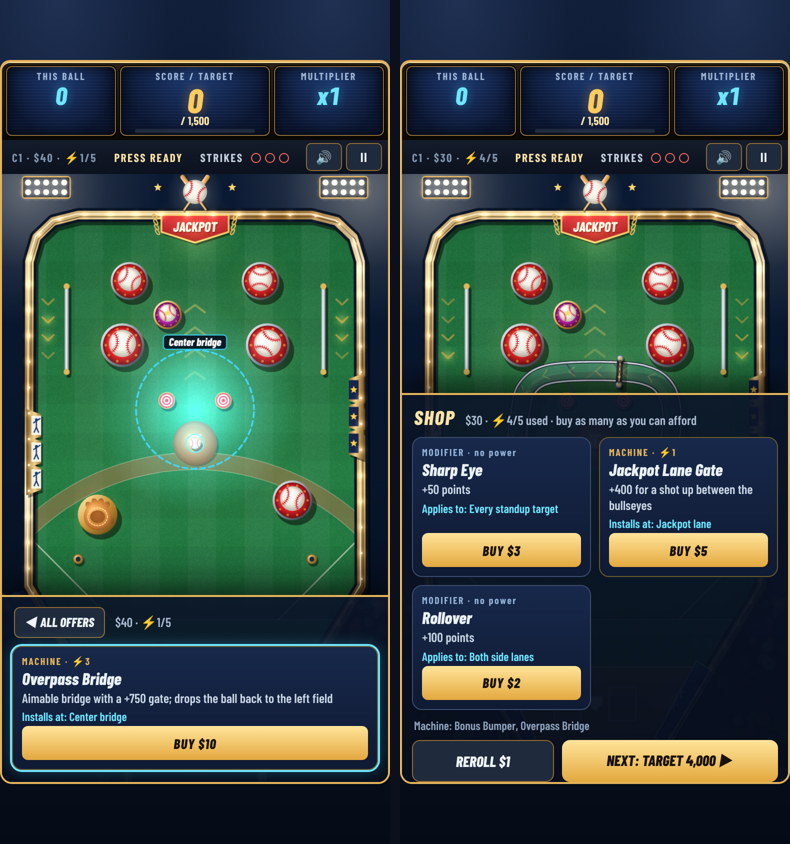 THIS BALL
0
SCORE / TARGET
0
/ 1,500
MULTIPLIER
x1
C1 · $40 · ⚡1/5
PRESS READY
STRIKES
JACKPOT
Center bridge
◀ ALL OFFERS
$40 · ⚡1/5
MACHINE · ⚡3
Overpass Bridge
Aimable bridge with a +750 gate; drops the ball back to the left field
Installs at: Center bridge
BUY $10
THIS BALL
0
SCORE / TARGET
0
/ 1,500
MULTIPLIER
x1
C1 · $30 · ⚡4/5
PRESS READY
STRIKES
JACKPOT
SHOP
$30 · ⚡4/5 used · buy as many as you can afford
MODIFIER · no power
Sharp Eye
+50 points
Applies to: Every standup target
BUY $3
MACHINE · ⚡1
Jackpot Lane Gate
+400 for a shot up between the
bullseyes
Installs at: Jackpot lane
BUY $5
MODIFIER · no power
Rollover
+100 points
Applies to: Both side lanes
BUY $2
Machine: Bonus Bumper, Overpass Bridge
REROLL $1
NEXT: TARGET 4,000 ▶